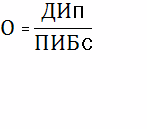 О = ДИп
ПИБс